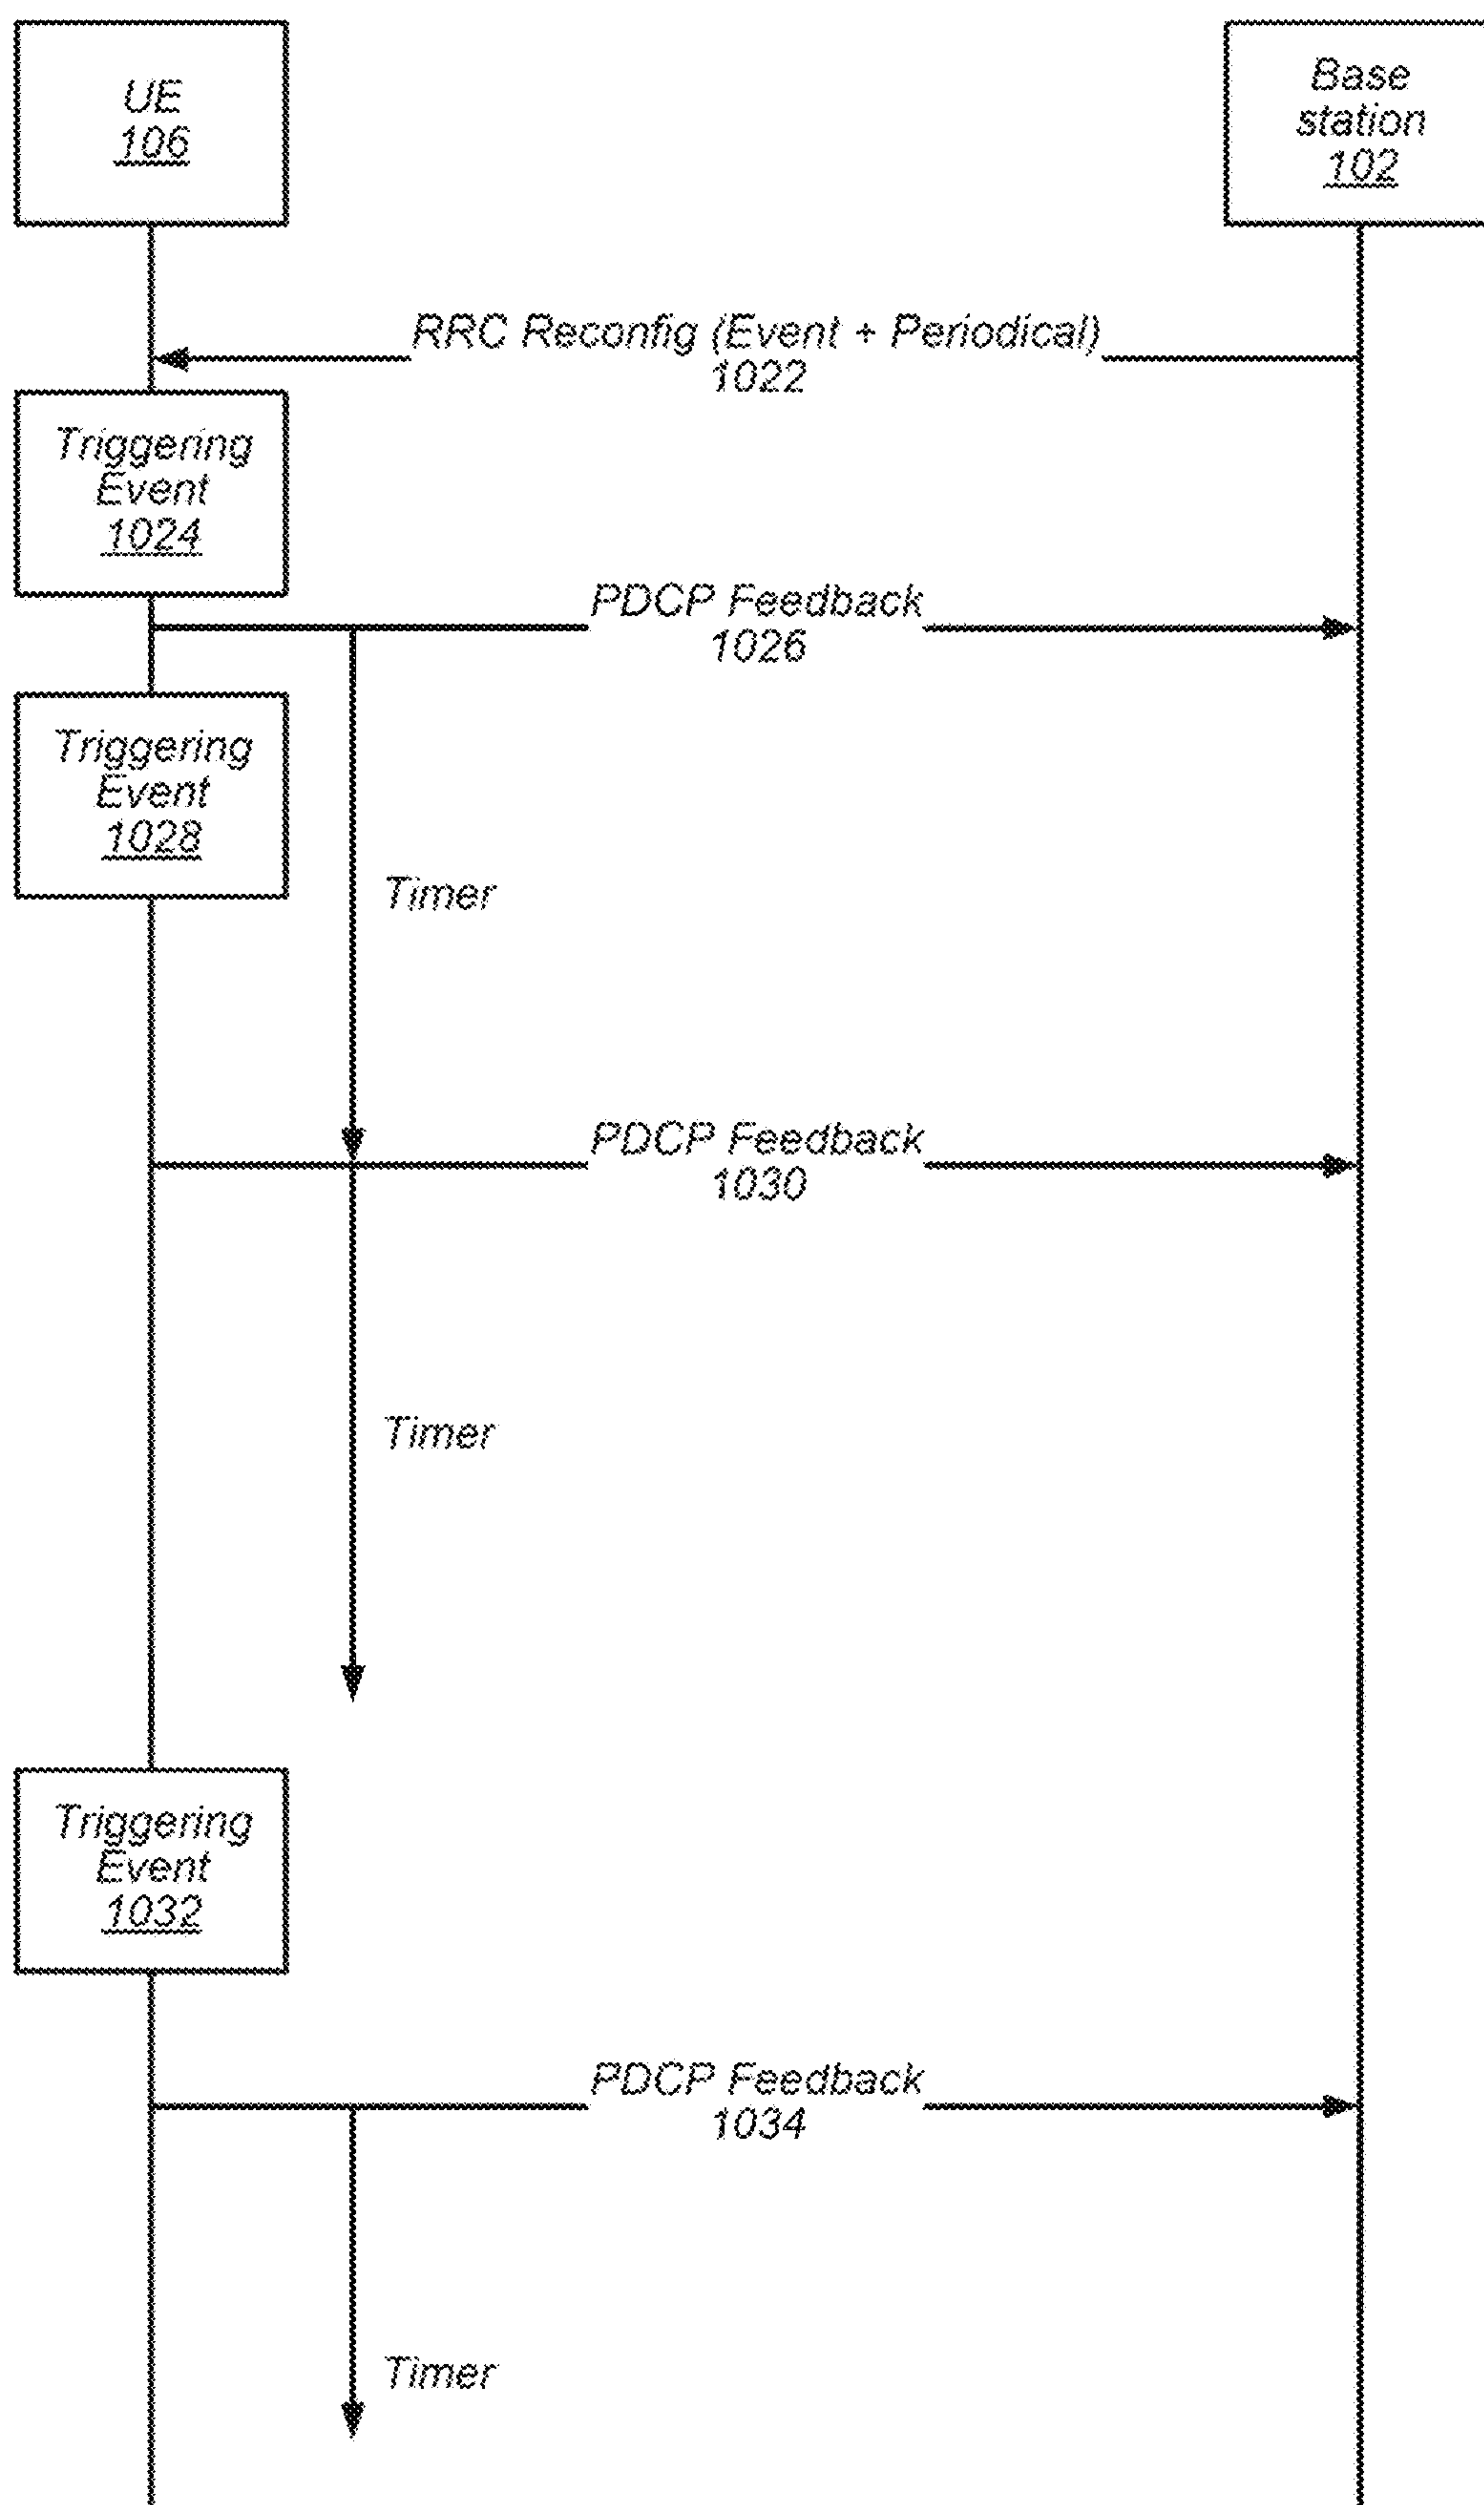 UE
106
Base
station
102
RRC Reconfig (Event + Periodical)
1022
Triggering
Event
1024
PDCP Feedback
1026
Triggering
Event
1028
Timer
PDCP Feedback
1030
Timer
Triggering
Event
1032
PDCP Feedback
1034
Timer